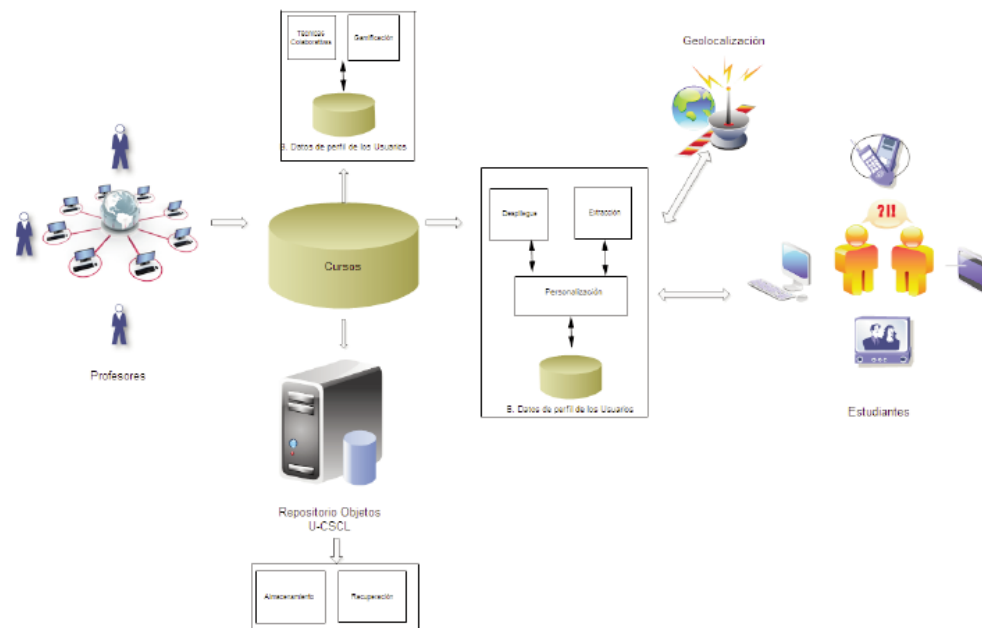 Técnicas
Colaborativas
Gamificación
B. Datos de perfil de los Usuarios
Geolocalización
Despliegue
Extracción
Personalización
B. Datos de perfil de los Usuarios
?!!
Cursos
Profesores
Estudiantes
Repositorio Objetos
U-CSCL
Almacenamiento
Recuperación